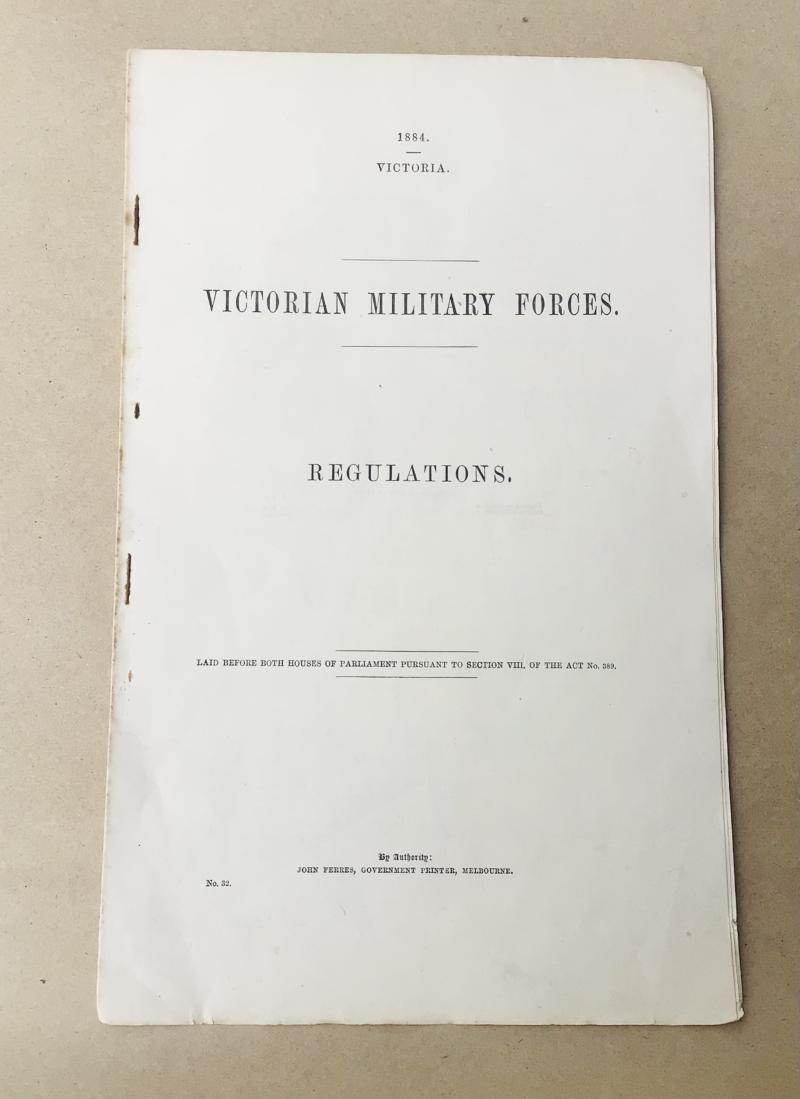 1884.
VICTORIA.
VICTORIAN MILITARY FORCES.
REGULATIONS.
LAID BEFORE BOTH HOUSES OF PARLIAMENT PURSUANT TO SECTION VIII. OF THE ACT No. 389.
By Authority:
JOHN FERRES, GOVERNMENT PRINTER, MELBOURNE.
No. 32.